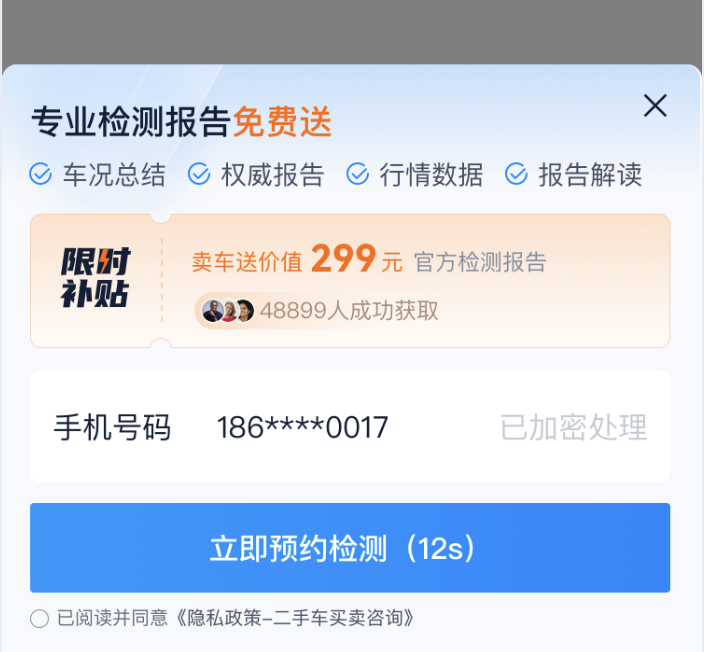 专业检测报告免费送
车况总结 权威报告 行情数据 报告解读
限时补贴
卖车送价值 299 元 官方检测报告
48899人成功获取
手机号码 186****0017 已加密处理
立即预约检测（12s）
已阅读并同意《隐私政策-二手车买卖咨询》